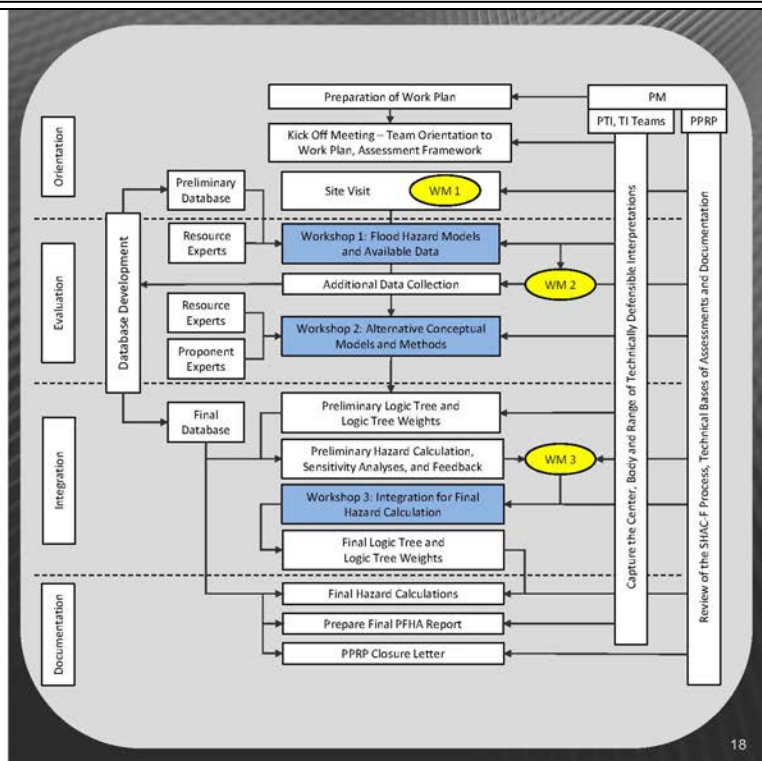 Preparation of Work Plan
PM
PTI, TI Teams
PPRP
Kick Off Meeting – Team Orientation to
Work Plan, Assessment Framework
Orientation
Preliminary
Database
Site Visit
WM 1
Resource
Experts
Workshop 1: Flood Hazard Models
and Available Data
Evaluation
Database Development
Additional Data Collection
WM 2
Resource
Experts
Workshop 2: Alternative Conceptual
Models and Methods
Proponent
Experts
Capture the Center, Body and Range of Technically Defensible Interpretations
Review of the SHAC-F Process, Technical Bases of Assessments and Documentation
Final
Database
Preliminary Logic Tree and
Logic Tree Weights
Integration
Preliminary Hazard Calculation,
Sensitivity Analyses, and Feedback
WM 3
Workshop 3: Integration for Final
Hazard Calculation
Final Logic Tree and
Logic Tree Weights
Documentation
Final Hazard Calculations
Prepare Final PFHA Report
PPRP Closure Letter
18